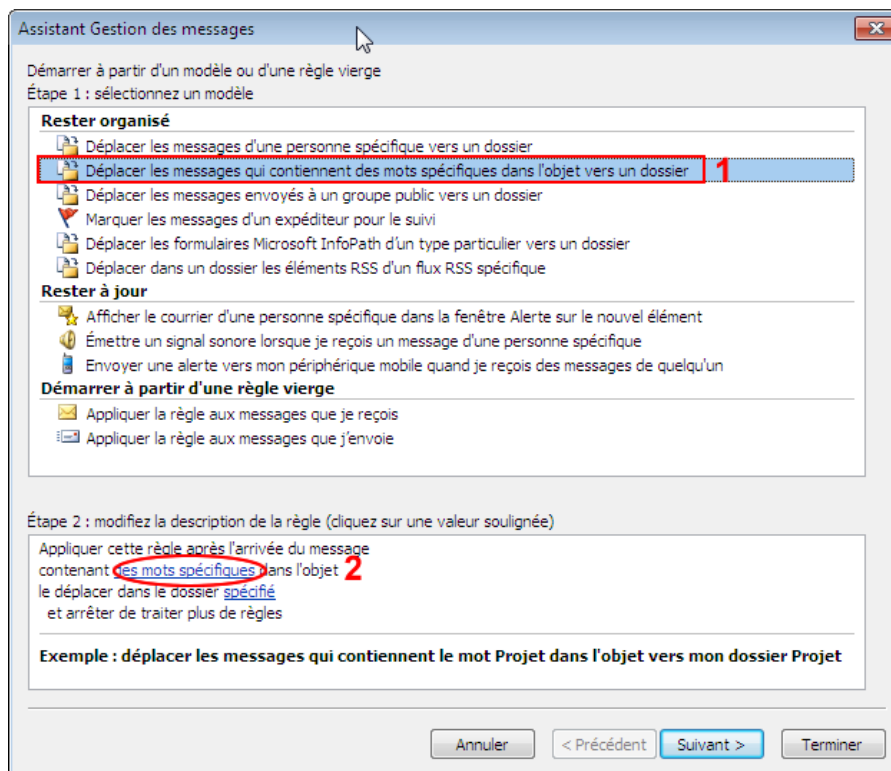 Assistant Gestion des messages
Démarrer à partir d'un modèle ou d'une règle vierge
Étape 1 : sélectionnez un modèle
Rester organisé
Déplacer les messages d'une personne spécifique vers un dossier
Déplacer les messages qui contiennent des mots spécifiques dans l'objet vers un dossier 1
Déplacer les messages envoyés à un groupe public vers un dossier
Marquer les messages d'un expéditeur pour le suivi
Déplacer les formulaires Microsoft InfoPath d'un type particulier vers un dossier
Déplacer dans un dossier les éléments RSS d'un flux RSS spécifique
Rester à jour
Afficher le courrier d'une personne spécifique dans la fenêtre Alerte sur le nouvel élément
Émettre un signal sonore lorsque je reçois un message d'une personne spécifique
Envoyer une alerte vers mon périphérique mobile quand je reçois des messages de quelqu'un
Démarrer à partir d'une règle vierge
Appliquer la règle aux messages que je reçois
Appliquer la règle aux messages que j'envoie
Étape 2 : modifiez la description de la règle (cliquez sur une valeur soulignée)
Appliquer cette règle après l'arrivée du message
contenant des mots spécifiques dans l'objet 2
le déplacer dans le dossier spécifié
et arrêter de traiter plus de règles
Exemple : déplacer les messages qui contiennent le mot Projet dans l'objet vers mon dossier Projet
Annuler < Précédent Suivant > Terminer